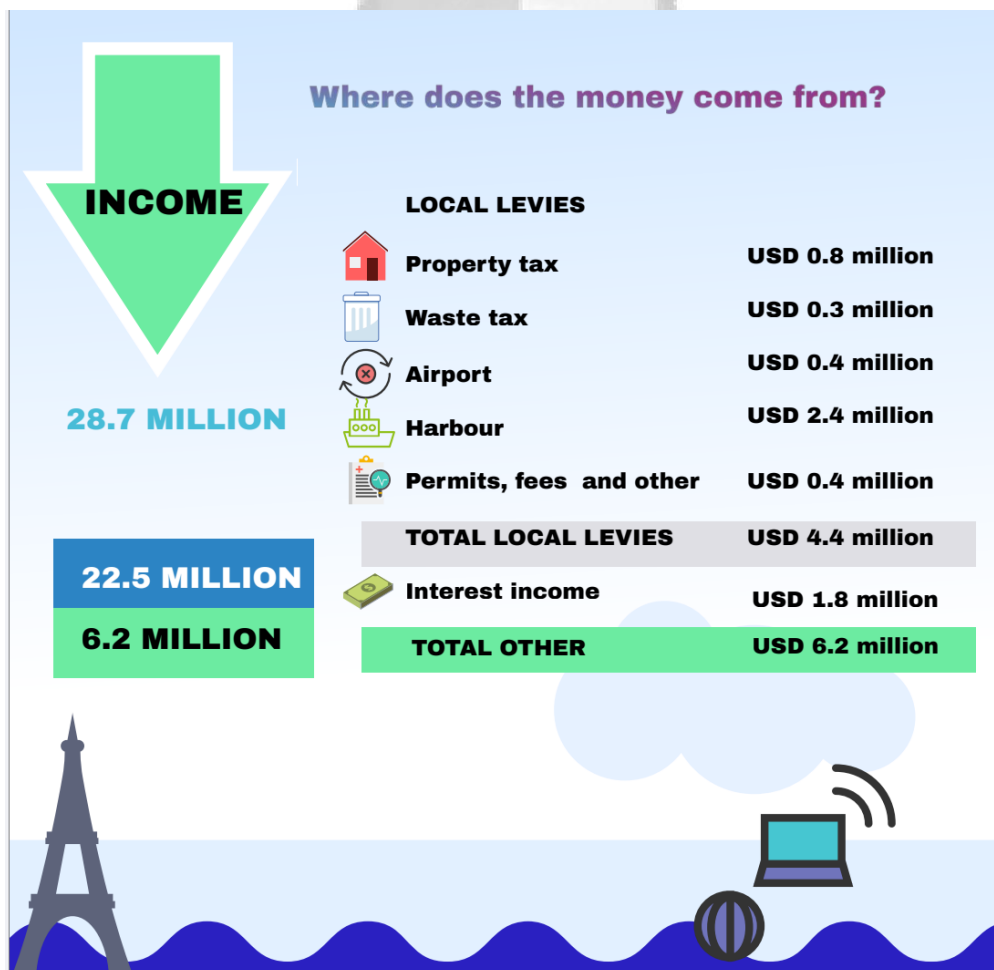 Where does the money come from?
INCOME
28.7 MILLION
22.5 MILLION
6.2 MILLION
LOCAL LEVIES
Property tax USD 0.8 million
Waste tax USD 0.3 million
Airport USD 0.4 million
Harbour USD 2.4 million
Permits, fees and other USD 0.4 million
TOTAL LOCAL LEVIES USD 4.4 million
Interest income USD 1.8 million
TOTAL OTHER USD 6.2 million